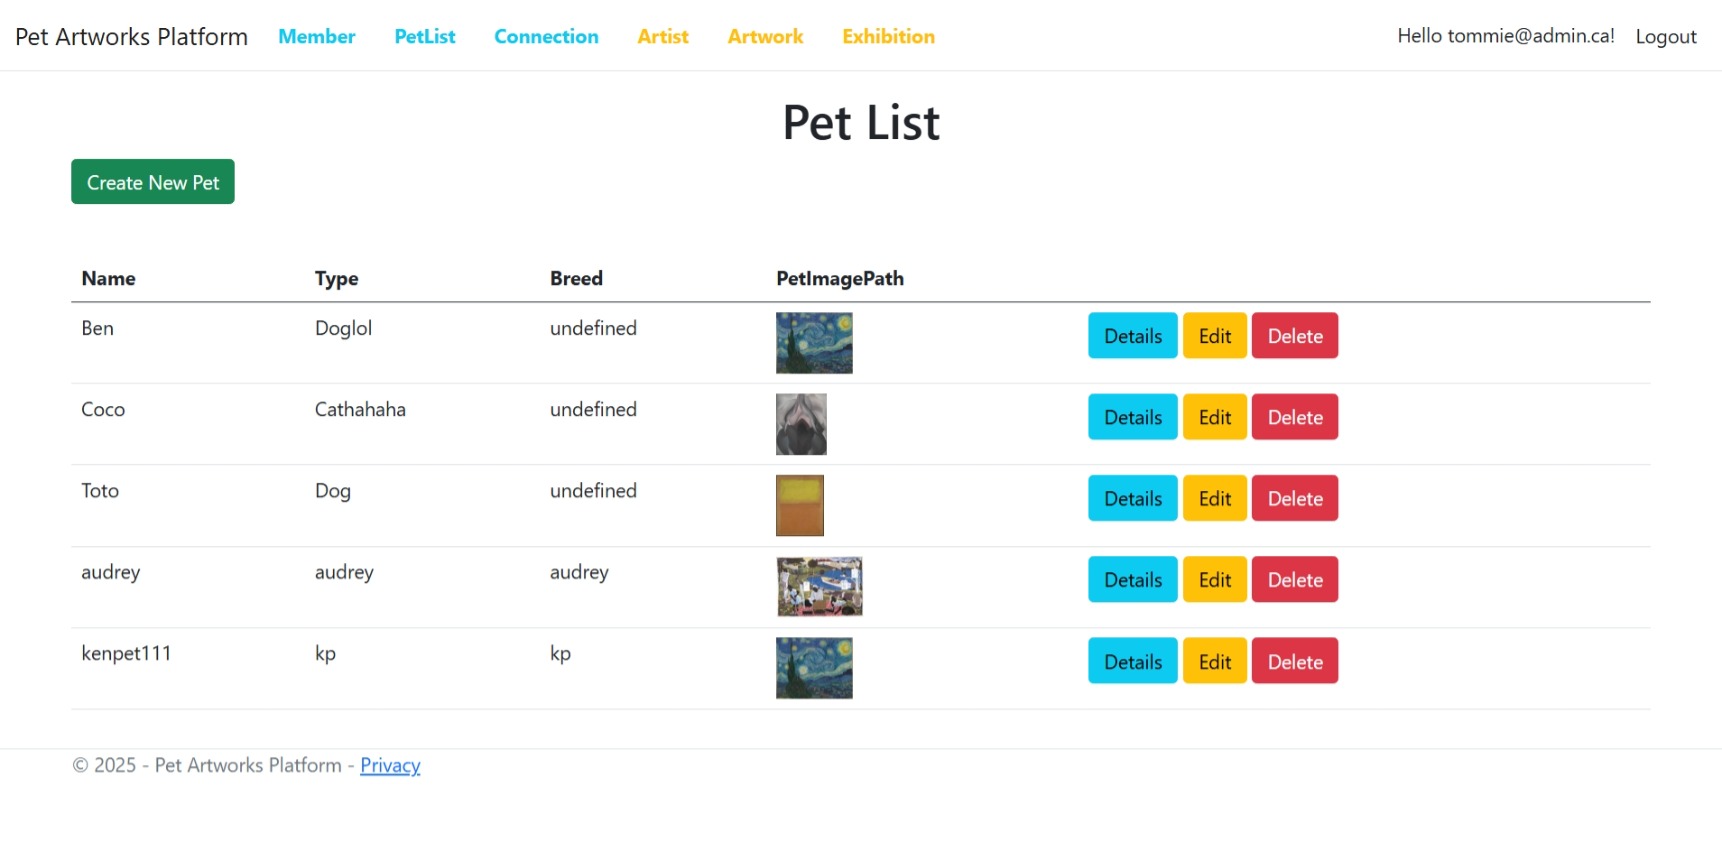 Pet Artworks Platform Member PetList Connection Artist Artwork Exhibition Hello tommie@admin.ca! Logout
Pet List
Create New Pet
Name Type Breed PetImagePath
Ben Doglol undefined Details Edit Delete
Coco Cathahaha undefined Details Edit Delete
Toto Dog undefined Details Edit Delete
audrey audrey audrey Details Edit Delete
kenpet111 kp kp Details Edit Delete
© 2025 - Pet Artworks Platform - Privacy